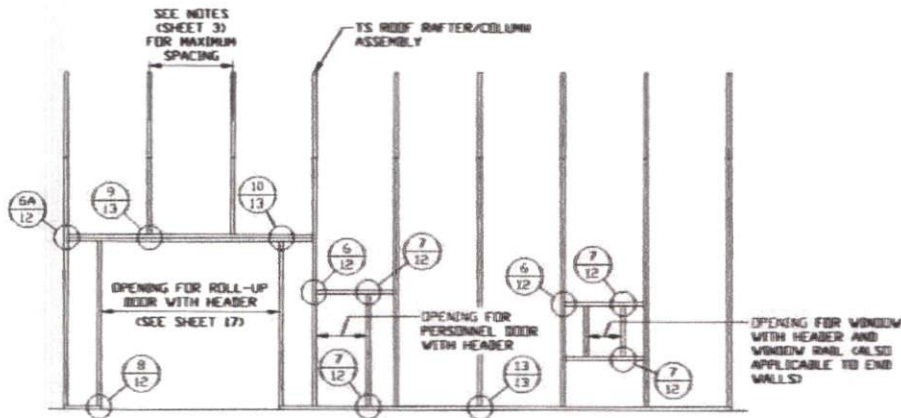 SEE NOTES
(SHEET 3)
FOR MAXIMUM
SPACING
TS ROOF RAFTER/COLUMN
ASSEMBLY
6A
12
9
13
10
13
6
12
7
12
6
12
7
12
OPENING FOR ROLL-UP
DOOR WITH HEADER
(SEE SHEET 17)
OPENING FOR
PERSONNEL DOOR
WITH HEADER
OPENING FOR WINDOW
WITH HEADER AND
WINDOW RAIL (ALSO
APPLICABLE TO END
WALLS)
8
12
7
12
13
13
7
12